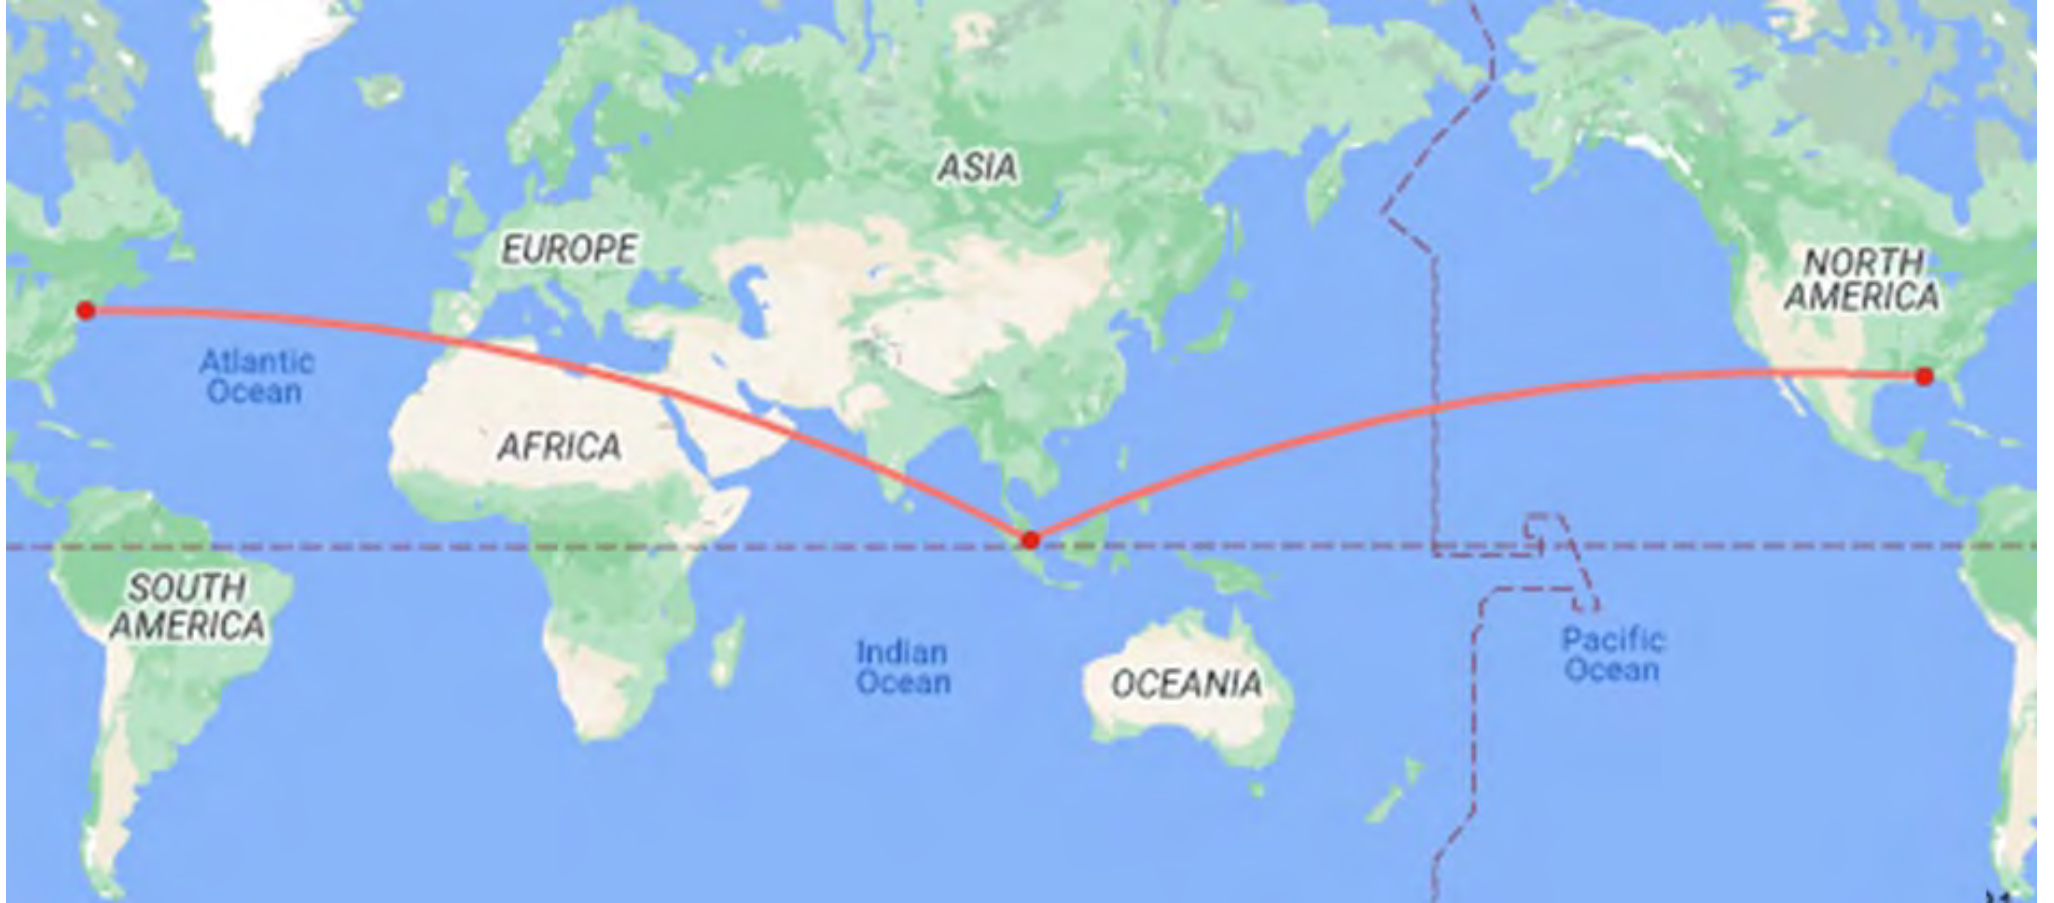 ASIA
EUROPE
NORTH
AMERICA
Atlantic
Ocean
AFRICA
SOUTH
AMERICA
Indian
Ocean
OCEANIA
Pacific
Ocean